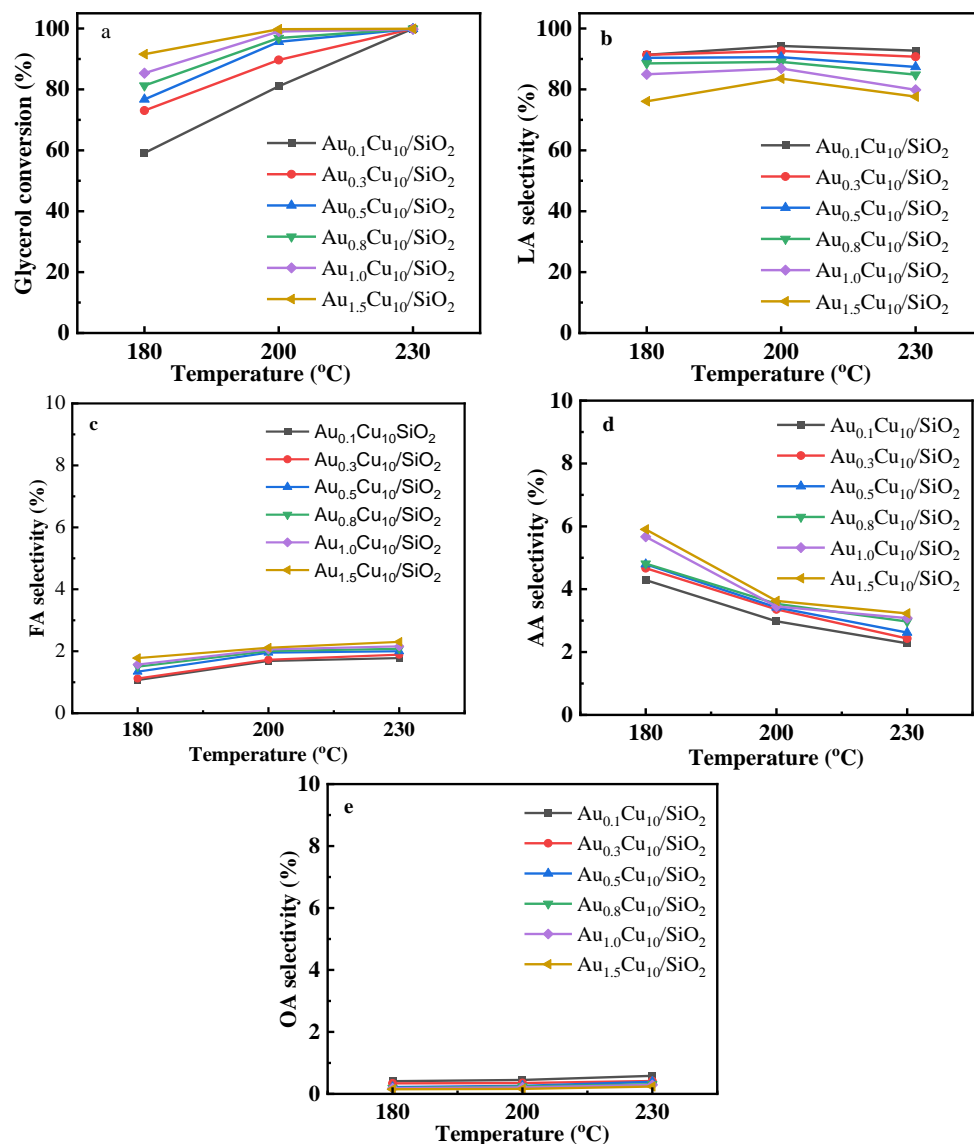 a
Glycerol conversion (%)
100
80
60
40
20
0
Au0.1Cu10/SiO2
Au0.3Cu10/SiO2
Au0.5Cu10/SiO2
Au0.8Cu10/SiO2
Au1.0Cu10/SiO2
Au1.5Cu10/SiO2
180 200 230
Temperature (oC)
b
LA selectivity (%)
100
80
60
40
20
0
Au0.1Cu10/SiO2
Au0.3Cu10/SiO2
Au0.5Cu10/SiO2
Au0.8Cu10/SiO2
Au1.0Cu10/SiO2
Au1.5Cu10/SiO2
180 200 230
Temperature (oC)
c
FA selectivity (%)
10
8
6
4
2
0
Au0.1Cu10SiO2
Au0.3Cu10/SiO2
Au0.5Cu10/SiO2
Au0.8Cu10/SiO2
Au1.0Cu10/SiO2
Au1.5Cu10/SiO2
180 200 230
Temperature (oC)
d
AA selectivity (%)
10
8
6
4
2
0
Au0.1Cu10/SiO2
Au0.3Cu10/SiO2
Au0.5Cu10/SiO2
Au0.8Cu10/SiO2
Au1.0Cu10/SiO2
Au1.5Cu10/SiO2
180 200 230
Temperature (oC)
e
OA selectivity (%)
10
8
6
4
2
0
Au0.1Cu10/SiO2
Au0.3Cu10/SiO2
Au0.5Cu10/SiO2
Au0.8Cu10/SiO2
Au1.0Cu10/SiO2
Au1.5Cu10/SiO2
180 200 230
Temperature (oC)